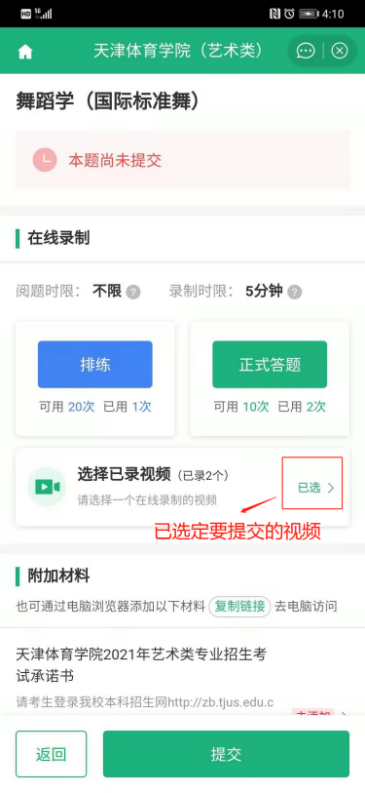 HD 5G 4:10
天津体育学院（艺术类）
舞蹈学（国际标准舞）
本题尚未提交
在线录制
阅题时限： 不限 ? 录制时限： 5分钟 ?
排练 正式答题
可用 20次 已用 1次 可用 10次 已用 2次
选择已录视频（已录2个）
已选
请选择一个在线录制的视频
已选定要提交的视频
附加材料
也可通过电脑浏览器添加以下材料 复制链接 去电脑访问
天津体育学院2021年艺术类专业招生考
试承诺书
请考生登录我校本科招生网http://zb.tjus.edu.c
未添加
返回 提交